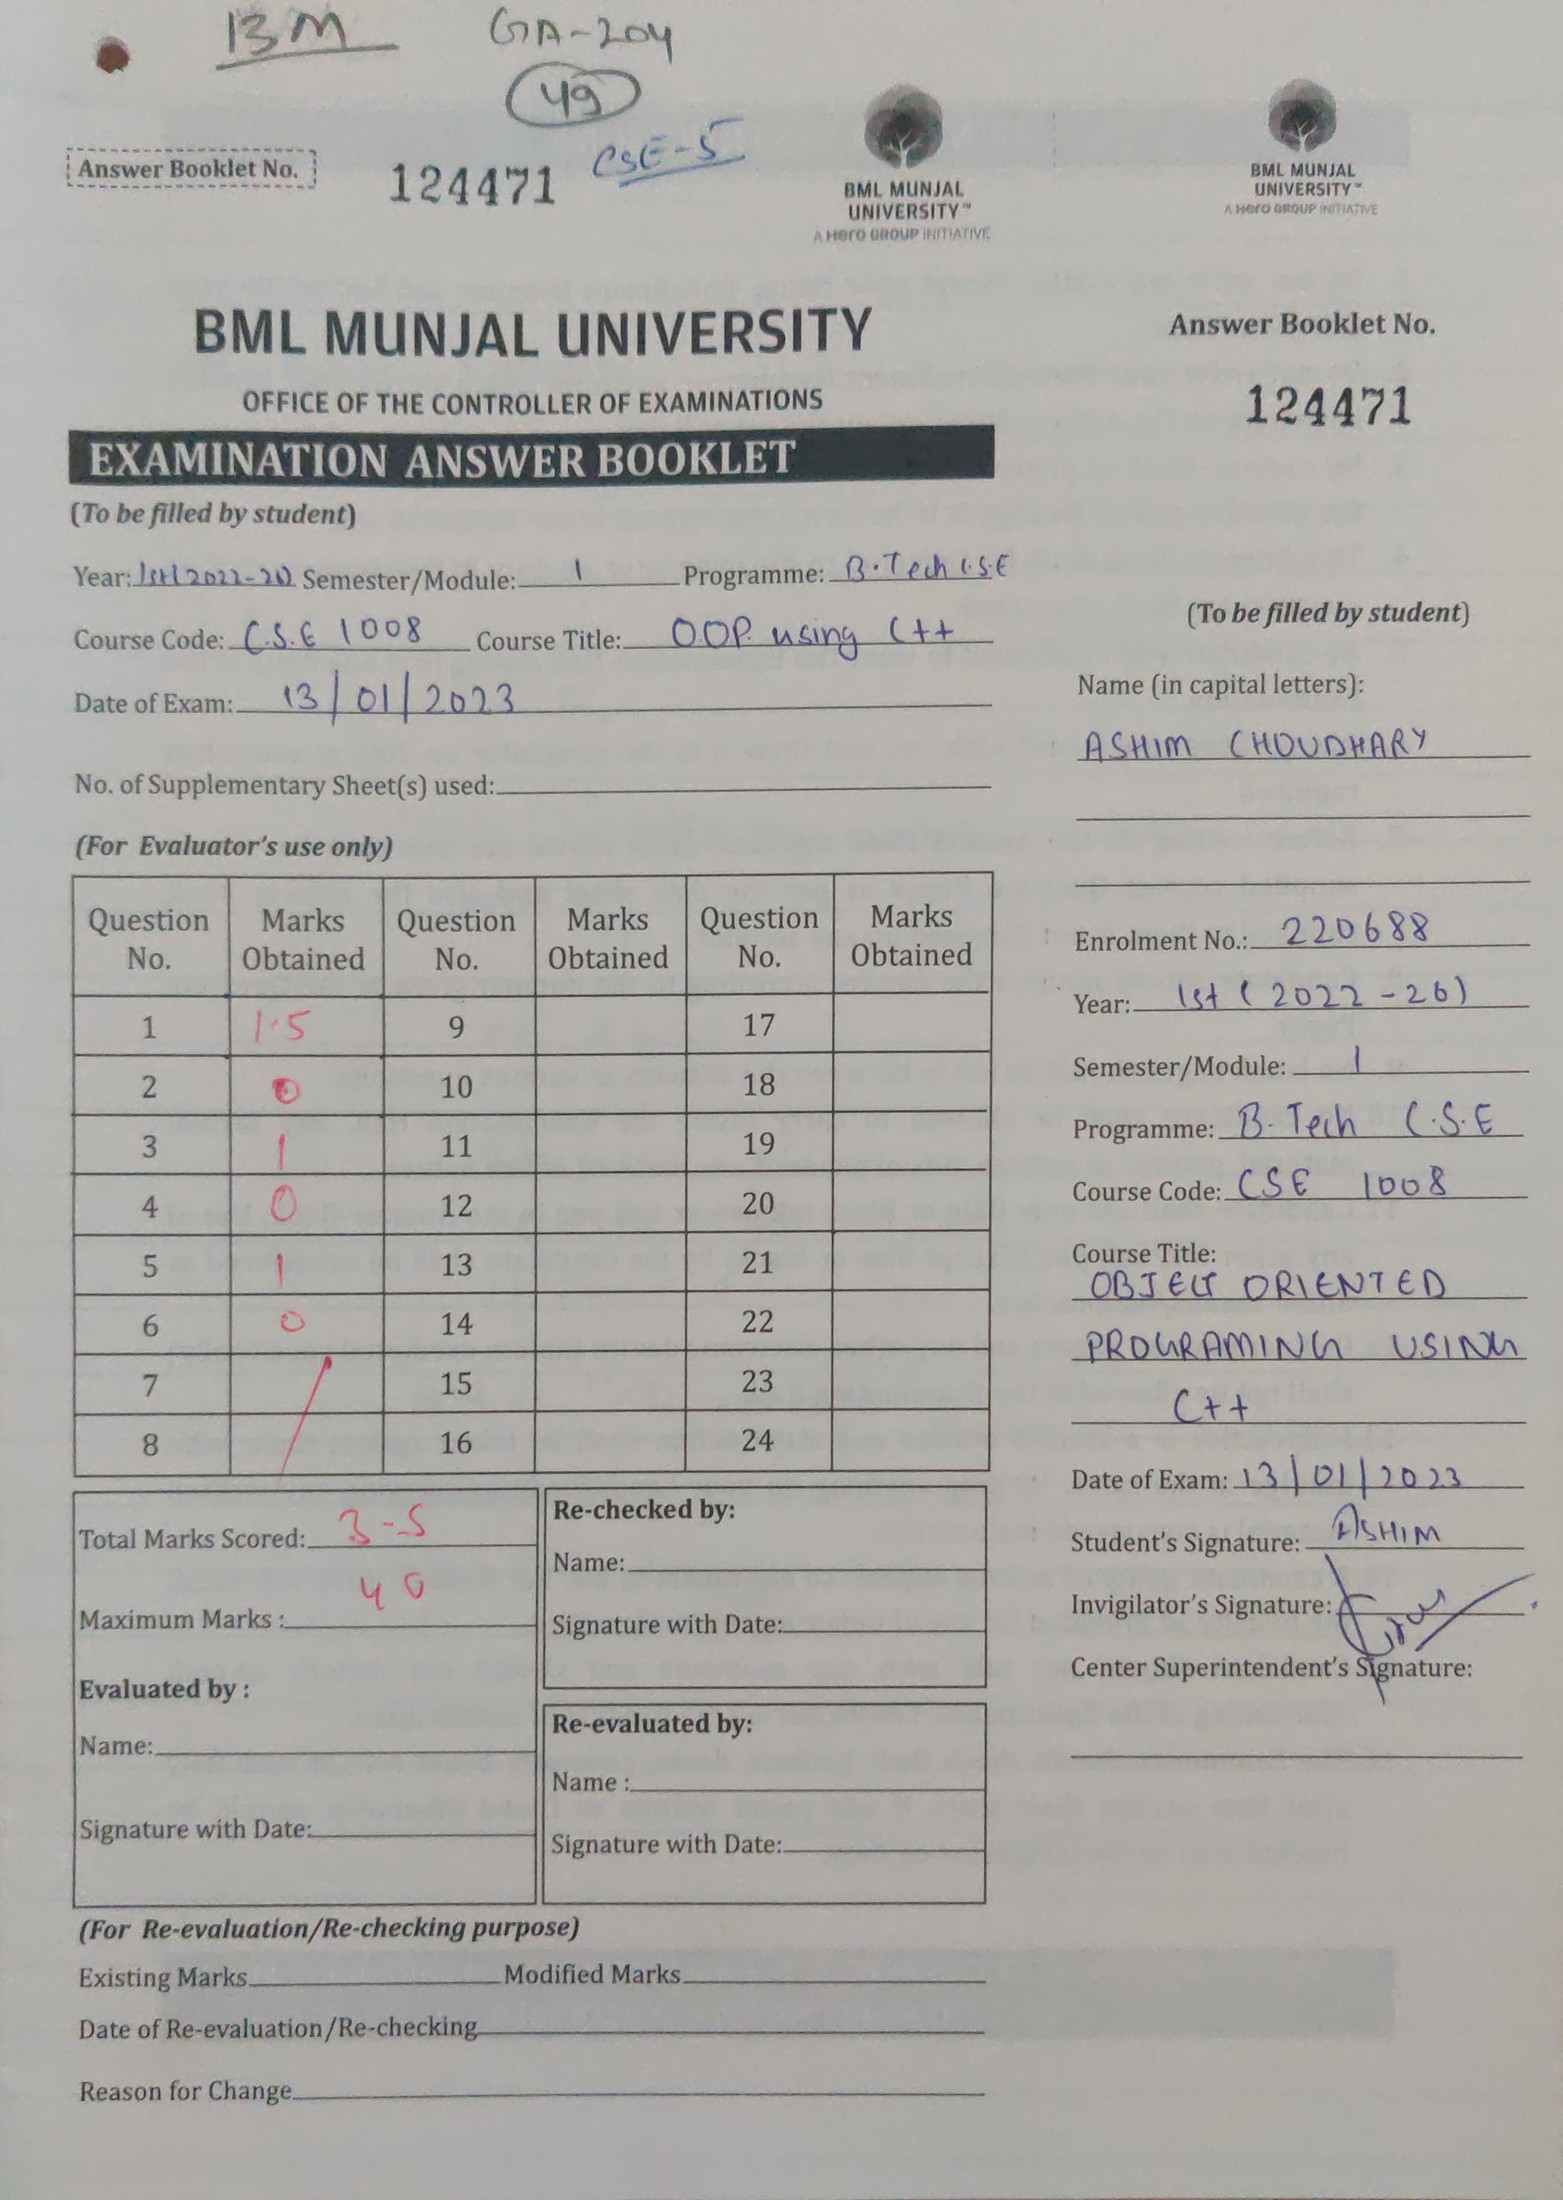 13M
GA-204
49
CSE-5
Answer Booklet No.
124471
BML MUNJAL
UNIVERSITY™
A Hero GROUP INITIATIVE
BML MUNJAL
UNIVERSITY™
A Hero GROUP INITIATIVE
BML MUNJAL UNIVERSITY
OFFICE OF THE CONTROLLER OF EXAMINATIONS
EXAMINATION ANSWER BOOKLET
(To be filled by student)
Year: 1st (2022-26) Semester/Module: 1 Programme: B.Tech C.S.E
Course Code: C.S.E 1008 Course Title: O.O.P. using C++
Date of Exam: 13/01/2023
No. of Supplementary Sheet(s) used:
(For Evaluator's use only)
Question No. Marks Obtained Question No. Marks Obtained Question No. Marks Obtained
1 1.5 9 17
2 0 10 18
3 1 11 19
4 0 12 20
5 1 13 21
6 0 14 22
7 15 23
8 16 24
Total Marks Scored: 3-5
Maximum Marks : 40
Evaluated by :
Name:
Signature with Date:
Re-checked by:
Name:
Signature with Date:
Re-evaluated by:
Name :
Signature with Date:
(For Re-evaluation/Re-checking purpose)
Existing Marks Modified Marks
Date of Re-evaluation/Re-checking
Reason for Change
Answer Booklet No.
124471
(To be filled by student)
Name (in capital letters):
ASHIM CHOUDHARY
Enrolment No.: 220688
Year: 1st (2022-26)
Semester/Module: 1
Programme: B.Tech C.S.E
Course Code: CSE 1008
Course Title:
OBJECT ORIENTED
PROGRAMING USING
C++
Date of Exam: 13/01/2023
Student's Signature: ASHIM
Invigilator's Signature:
Center Superintendent's Signature: